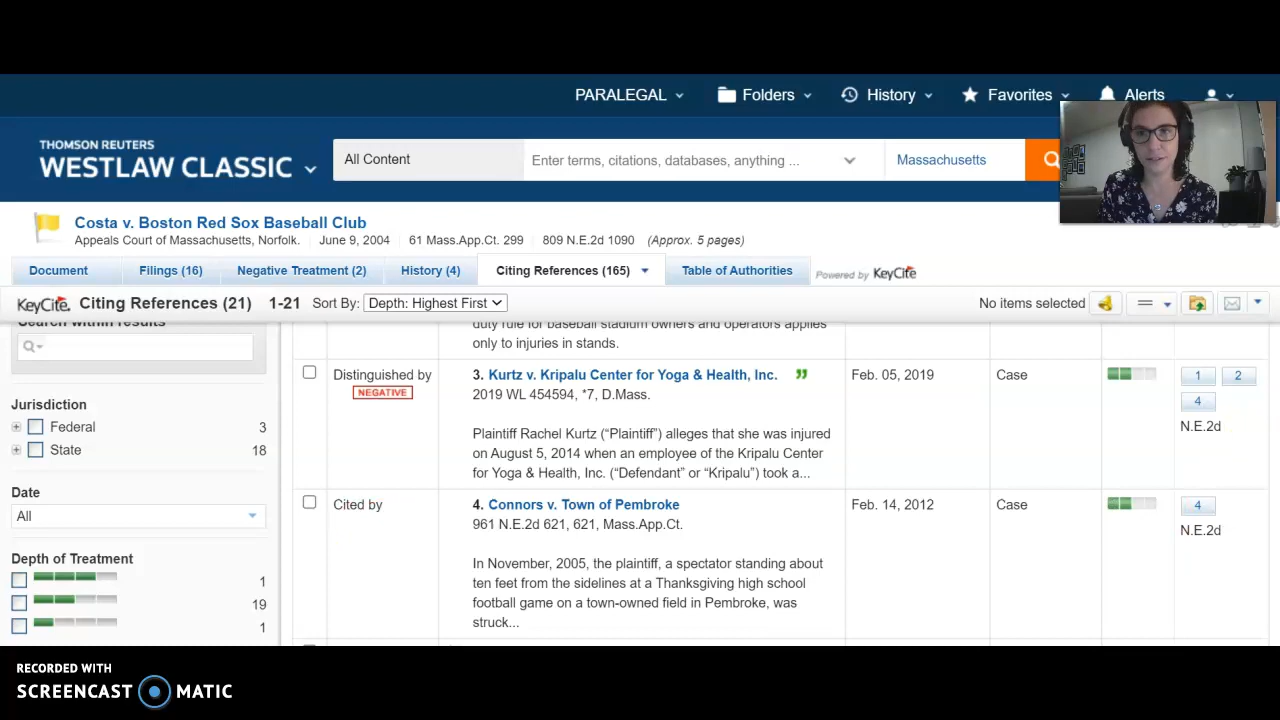 PARALEGAL Folders History Favorites Alerts
THOMSON REUTERS
WESTLAW CLASSIC
All Content Enter terms, citations, databases, anything ... Massachusetts
Costa v. Boston Red Sox Baseball Club
Appeals Court of Massachusetts, Norfolk. June 9, 2004 61 Mass.App.Ct. 299 809 N.E.2d 1090 (Approx. 5 pages)
Document Filings (16) Negative Treatment (2) History (4) Citing References (165) Table of Authorities Powered by KeyCite
KeyCite. Citing References (21) 1-21 Sort By: Depth: Highest First No items selected
Search within results
Jurisdiction
Federal 3
State 18
Date
All
Depth of Treatment
1
19
1
duty rule for baseball stadium owners and operators applies
only to injuries in stands.
Distinguished by
NEGATIVE
3. Kurtz v. Kripalu Center for Yoga & Health, Inc.
2019 WL 454594, *7, D.Mass.
Plaintiff Rachel Kurtz (“Plaintiff”) alleges that she was injured
on August 5, 2014 when an employee of the Kripalu Center
for Yoga & Health, Inc. (“Defendant” or “Kripalu”) took a...
Feb. 05, 2019
Case
1 2
4
N.E.2d
Cited by
4. Connors v. Town of Pembroke
961 N.E.2d 621, 621, Mass.App.Ct.
In November, 2005, the plaintiff, a spectator standing about
ten feet from the sidelines at a Thanksgiving high school
football game on a town-owned field in Pembroke, was
struck...
Feb. 14, 2012
Case
4
N.E.2d
RECORDED WITH
SCREENCAST MATIC